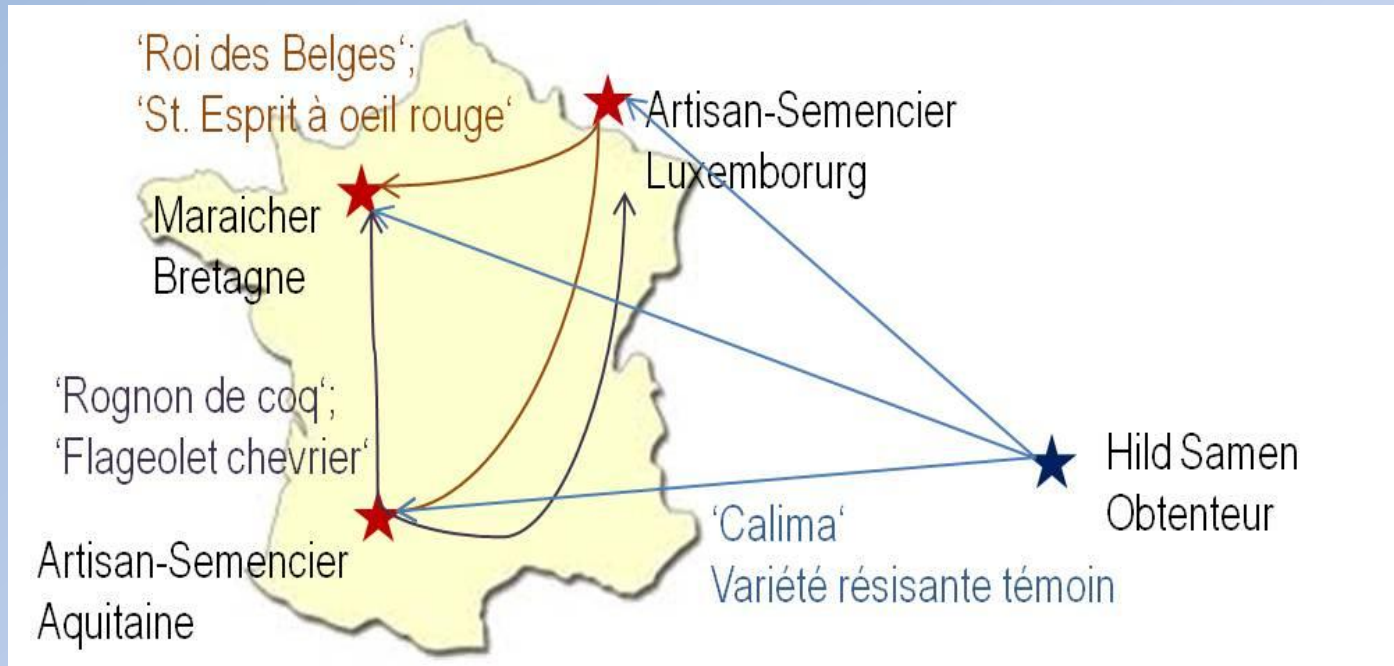 ‘Roi des Belges‘;
‘St. Esprit à oeil rouge‘
Artisan-Semencier
Luxemborurg
Maraicher
Bretagne
‘Rognon de coq‘;
‘Flageolet chevrier‘
Hild Samen
Obtenteur
‘Calima‘
Variété résisante témoin
Artisan-Semencier
Aquitaine